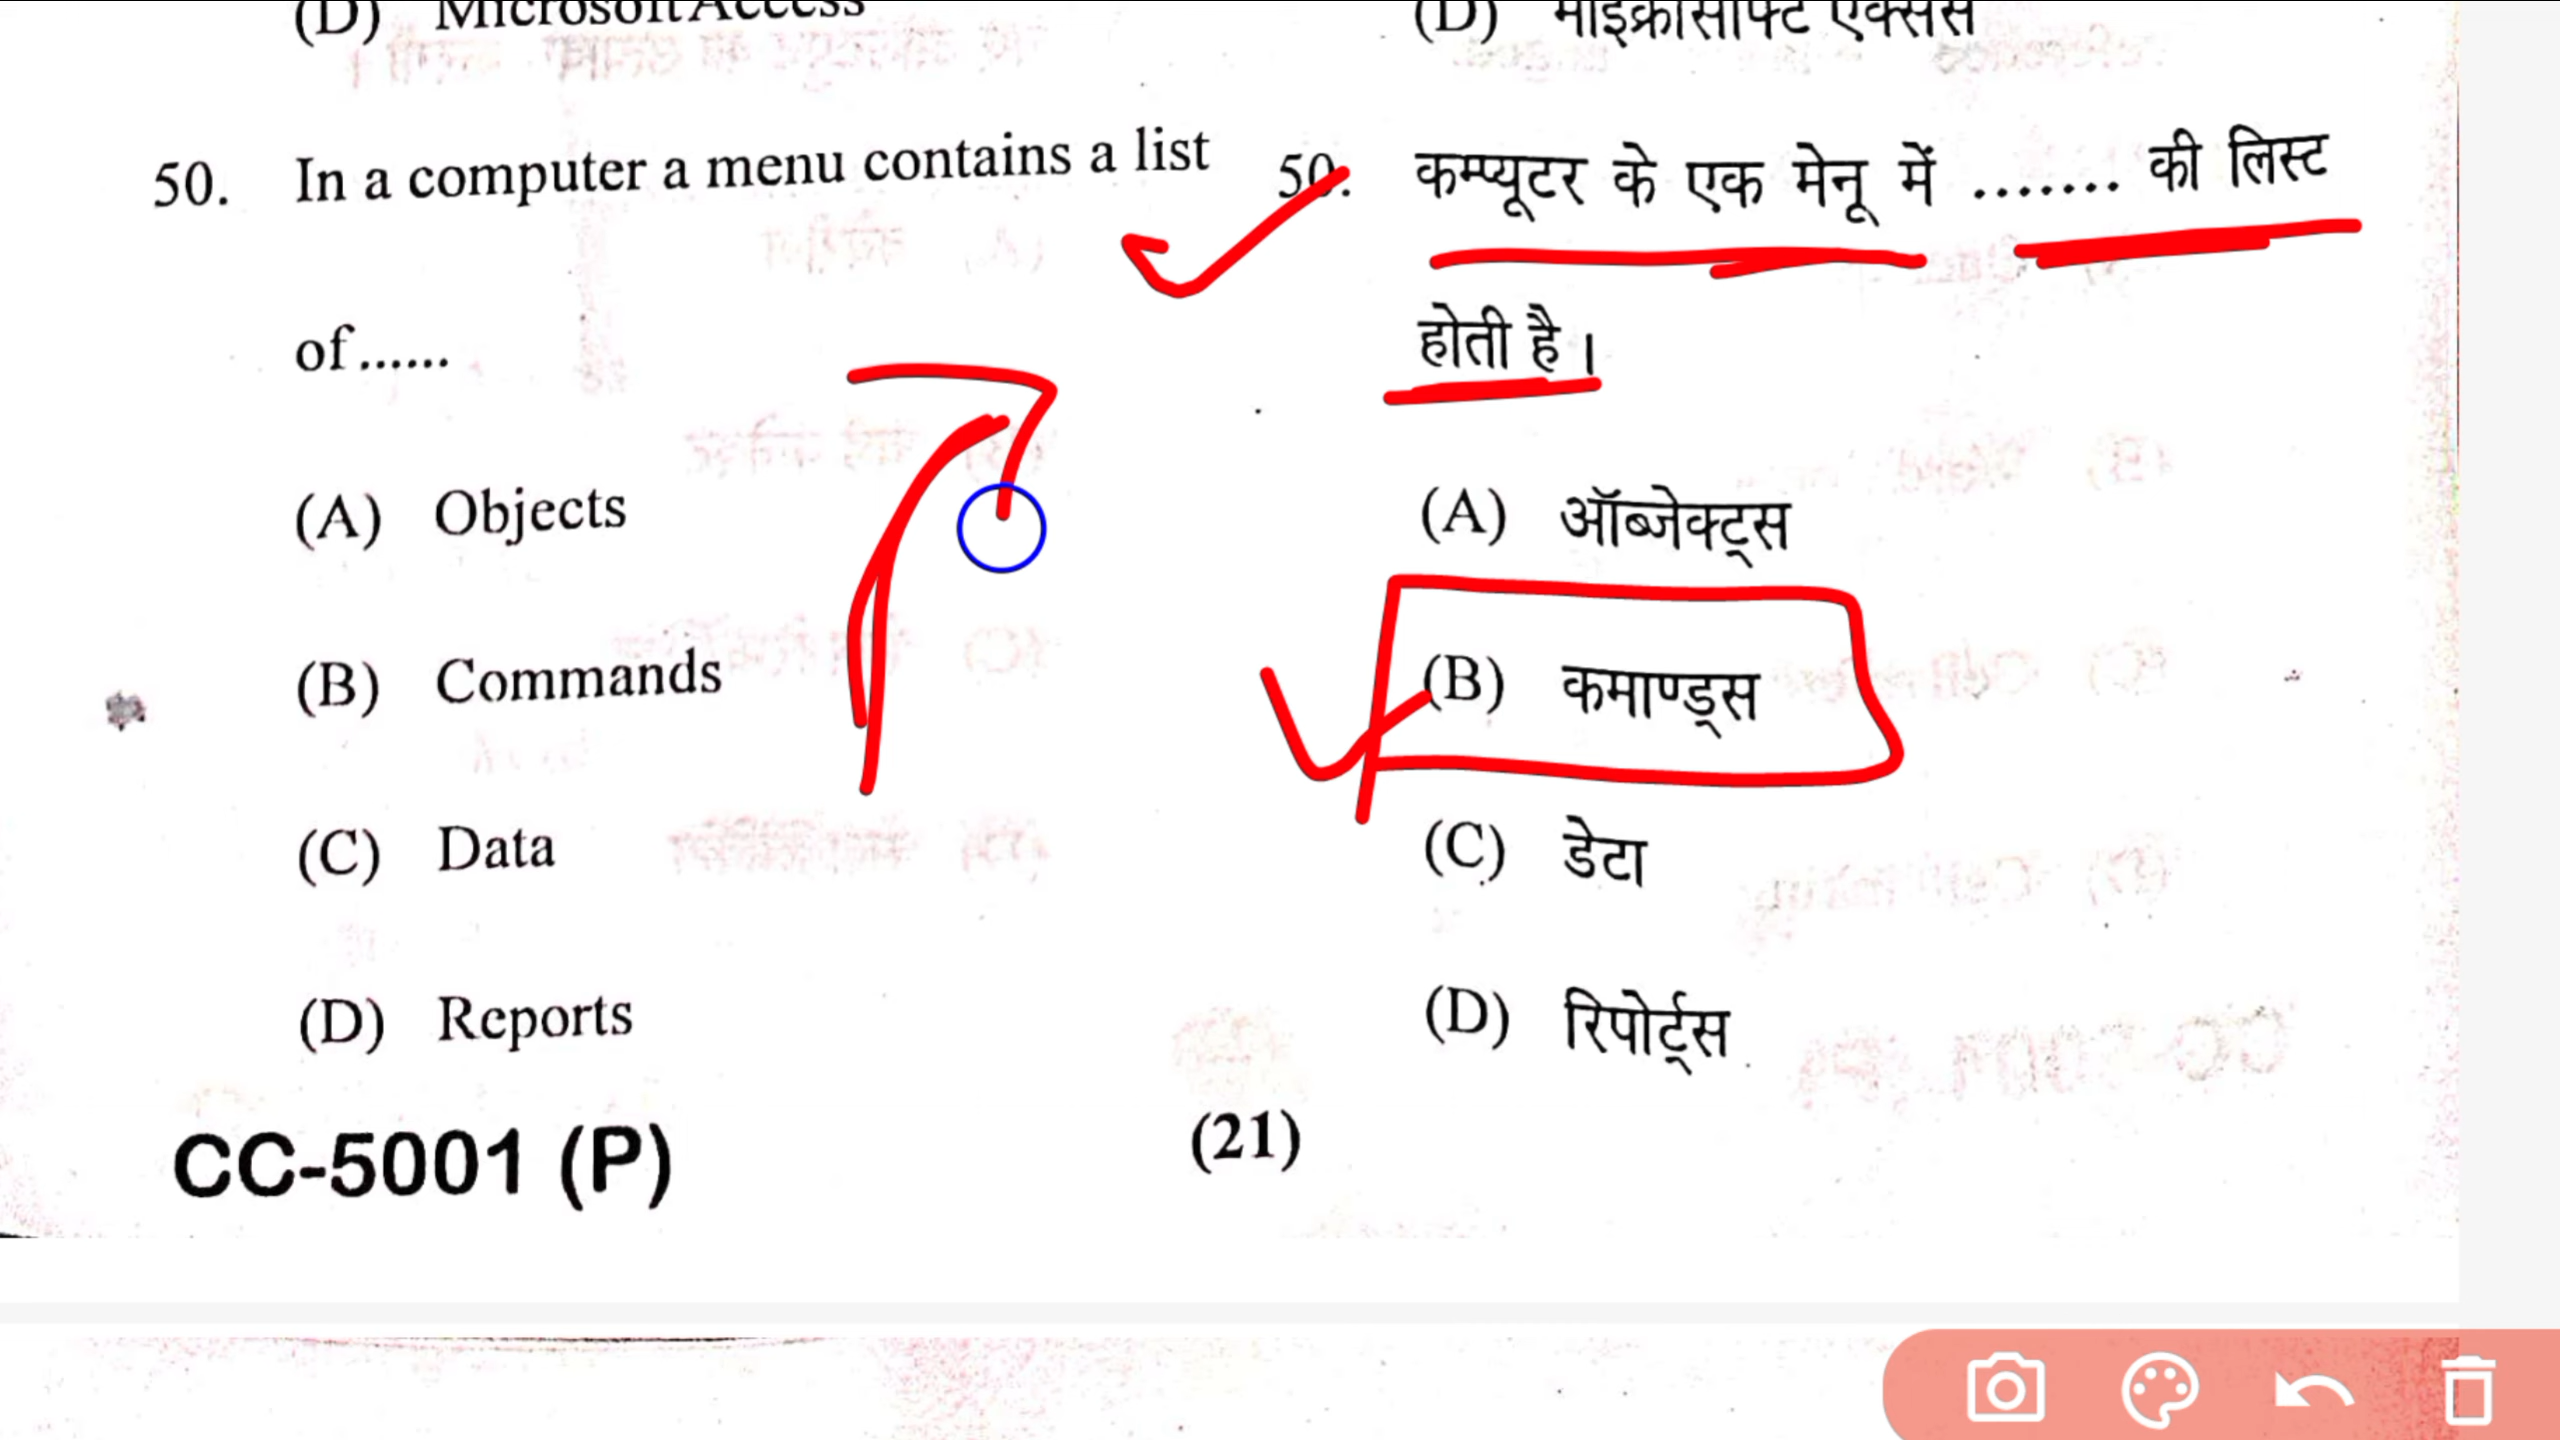 (D) Microsoft Access
50. In a computer a menu contains a list
of ......
(A) Objects
(B) Commands
(C) Data
(D) Reports
CC-5001 (P)
(D) माइक्रोसॉफ्ट एक्सेस
50. कम्प्यूटर के एक मेनू में ....... की लिस्ट
होती है।
(A) ऑब्जेक्ट्स
(B) कमाण्ड्स
(C) डेटा
(D) रिपोर्ट्स
(21)